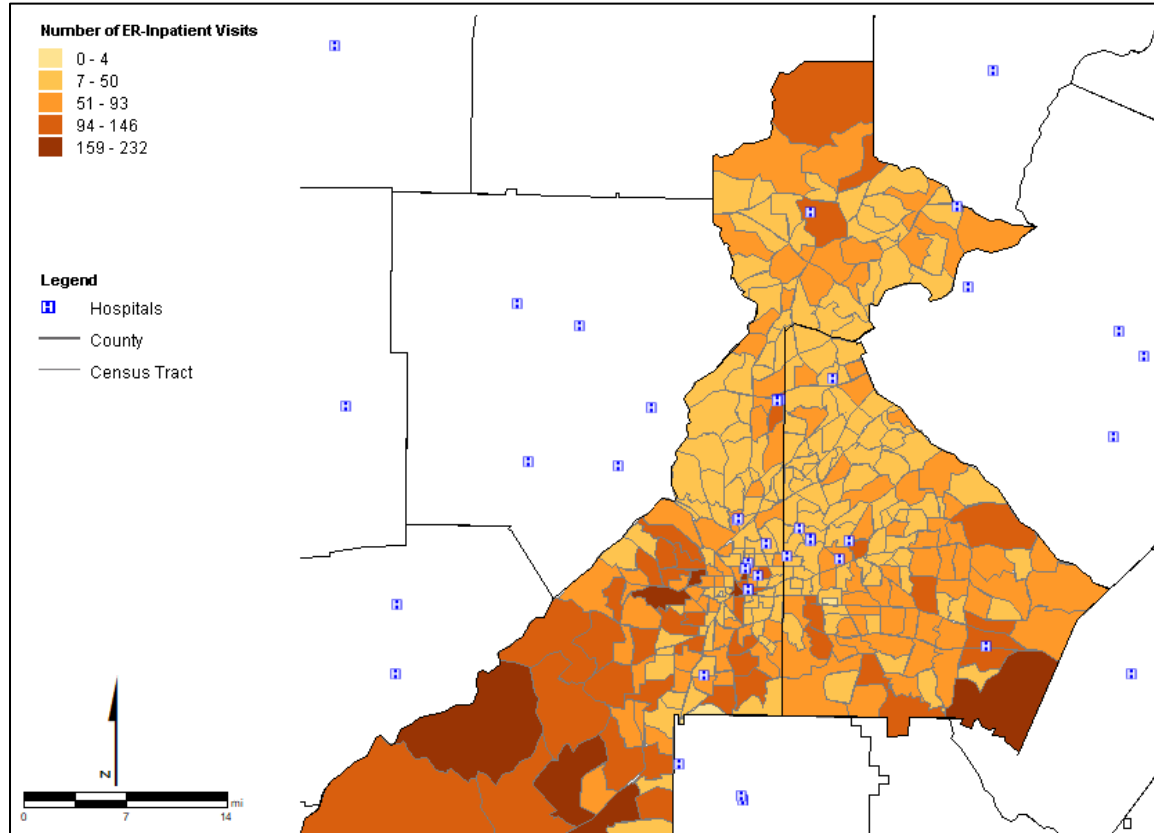 Number of ER-Inpatient Visits
0 - 4
7 - 50
51 - 93
94 - 146
159 - 232
Legend
H Hospitals
County
Census Tract
N
0 7 14 mi